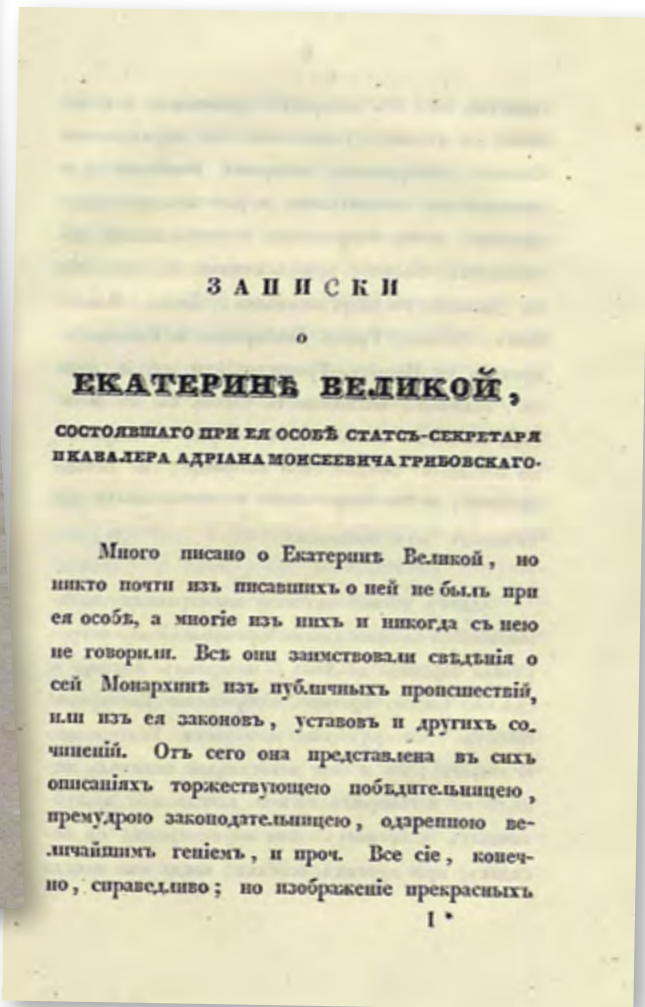 ЗАПИСКИ
о
ЕКАТЕРИНѢ ВЕЛИКОЙ,
СОСТОЯВШАГО ПРИ ЕЯ ОСОБѢ СТАТСЪ-СЕКРЕТАРЯ
И КАВАЛЕРА АДРІАНА МОИСЕЕВИЧА ГРИБОВСКАГО.
Много писано о Екатеринѣ Великой, но
никто почти изъ писавшихъ о ней не былъ при
ея особѣ, а многіе изъ нихъ и никогда съ нею
не говорили. Всѣ они заимствовали свѣдѣнія о
сей Монархинѣ изъ публичныхъ происшествій,
или изъ ея законовъ, уставовъ и другихъ со-
чиненій. Отъ сего она представлена въ сихъ
описаніяхъ торжествующею побѣдительницею,
премудрою законодательницею, одаренною ве-
личайшимъ геніемъ, и проч. Все сіе, конеч-
но, справедливо; но изображеніе прекрасныхъ
I *